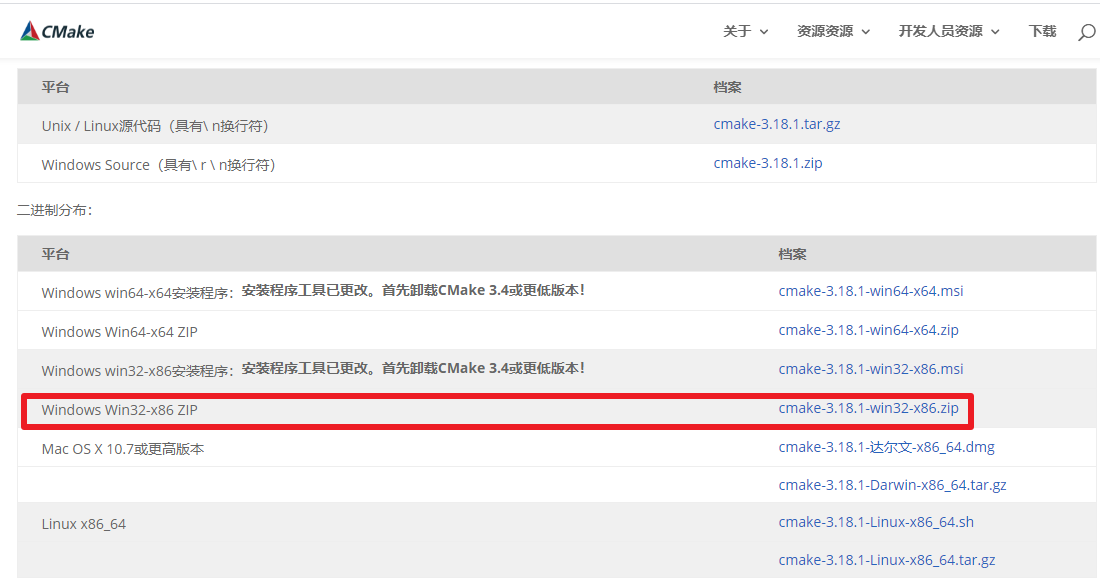 CMake 关于 资源资源 开发人员资源 下载
平台 档案
Unix / Linux源代码（具有\ n换行符） cmake-3.18.1.tar.gz
Windows Source（具有\ r \ n换行符） cmake-3.18.1.zip
二进制分布：
平台 档案
Windows win64-x64安装程序：安装程序工具已更改。首先卸载CMake 3.4或更低版本！ cmake-3.18.1-win64-x64.msi
Windows Win64-x64 ZIP cmake-3.18.1-win64-x64.zip
Windows win32-x86安装程序：安装程序工具已更改。首先卸载CMake 3.4或更低版本！ cmake-3.18.1-win32-x86.msi
Windows Win32-x86 ZIP cmake-3.18.1-win32-x86.zip
Mac OS X 10.7或更高版本 cmake-3.18.1-达尔文-x86_64.dmg
cmake-3.18.1-Darwin-x86_64.tar.gz
Linux x86_64 cmake-3.18.1-Linux-x86_64.sh
cmake-3.18.1-Linux-x86_64.tar.gz